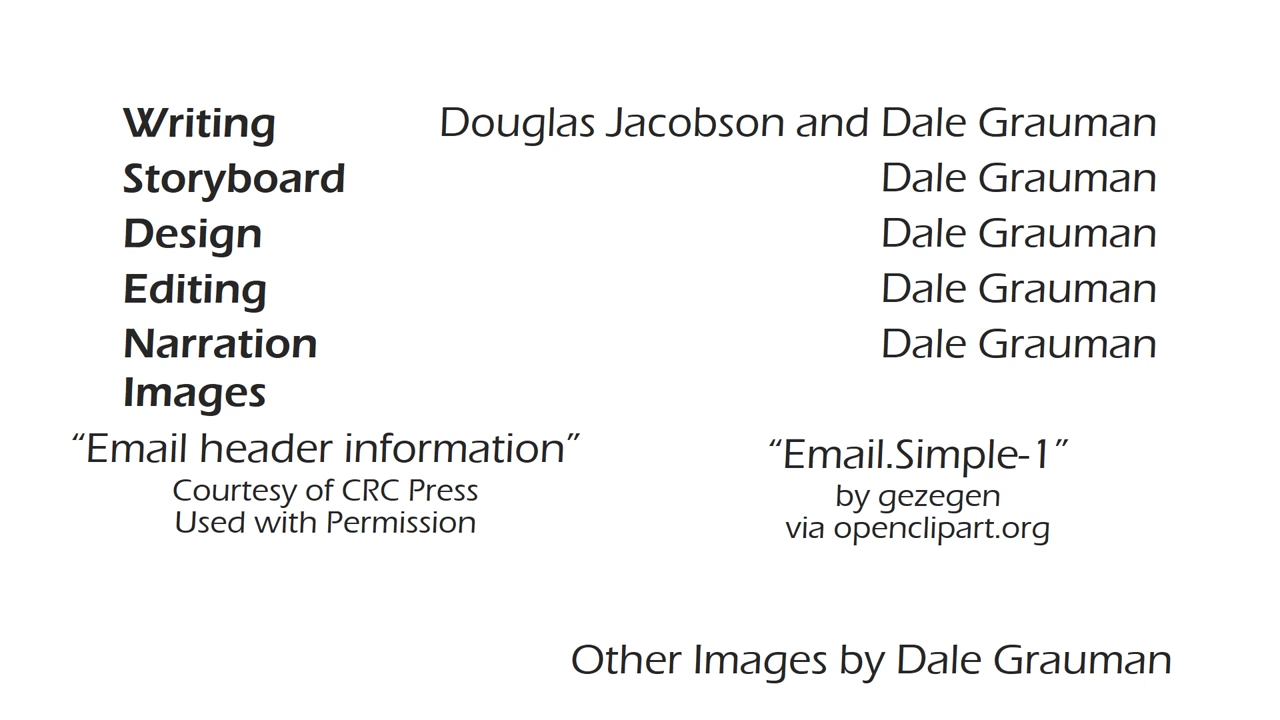 Writing Douglas Jacobson and Dale Grauman
Storyboard Dale Grauman
Design Dale Grauman
Editing Dale Grauman
Narration Dale Grauman
Images
“Email header information”
Courtesy of CRC Press
Used with Permission
“Email.Simple-1”
by gezegen
via openclipart.org
Other Images by Dale Grauman